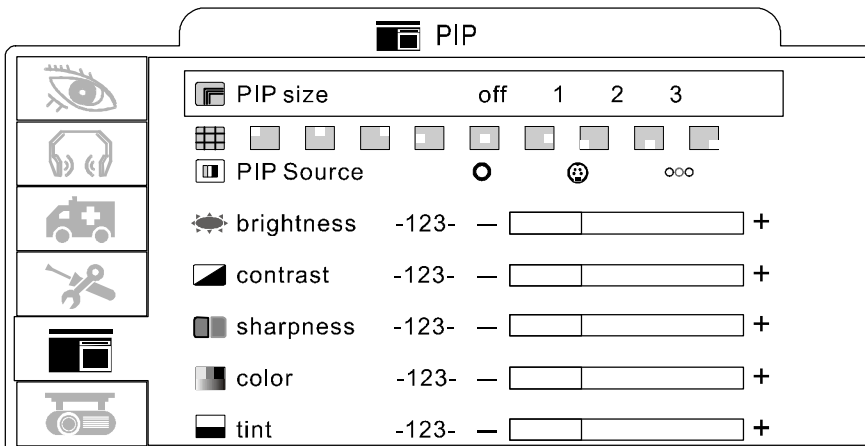 PIP
PIP size off 1 2 3
PIP Source
brightness -123- — +
contrast -123- — +
sharpness -123- — +
color -123- — +
tint -123- — +